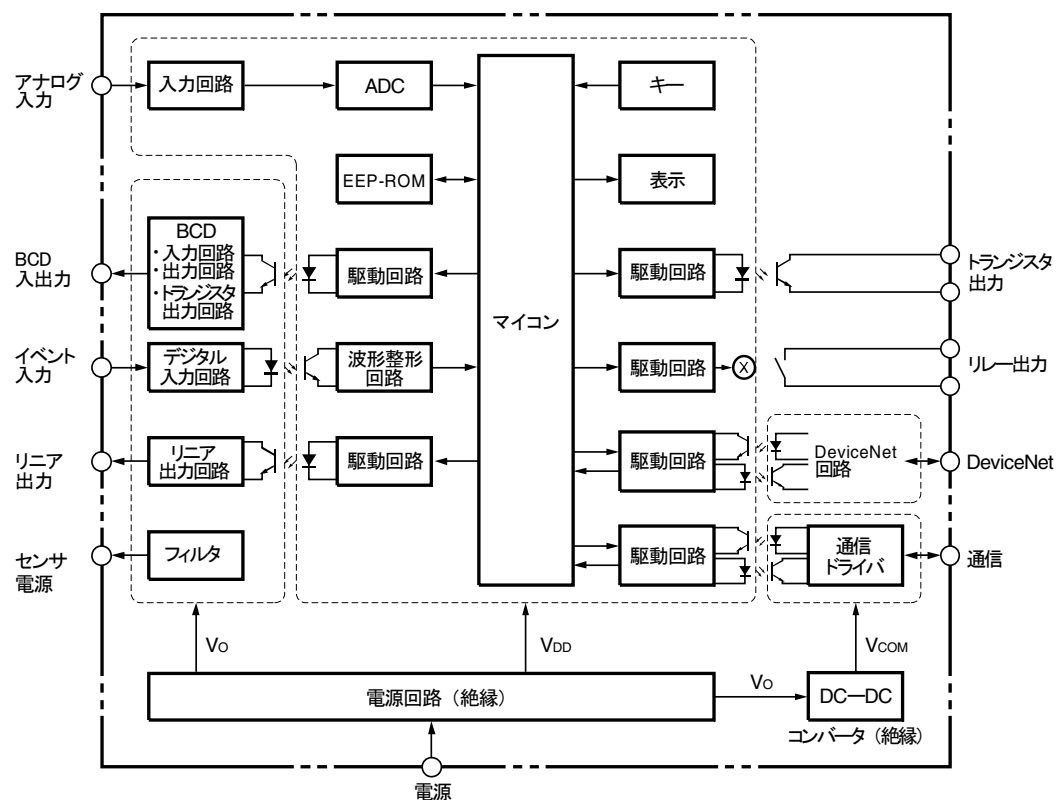 アナログ
入力
入力回路
ADC
キー
EEP-ROM
表示
マイコン
BCD
入出力
BCD
・入力回路
・出力回路
・トランジスタ
出力回路
駆動回路
駆動回路
トランジスタ
出力
イベント
入力
デジタル
入力回路
波形整形
回路
駆動回路
X
リレー出力
リニア
出力
リニア
出力回路
駆動回路
駆動回路
DeviceNet
回路
DeviceNet
センサ
電源
フィルタ
駆動回路
通信
ドライバ
通信
VO
VDD
VCOM
電源回路（絶縁）
VO
DC—DC
コンバータ（絶縁）
電源